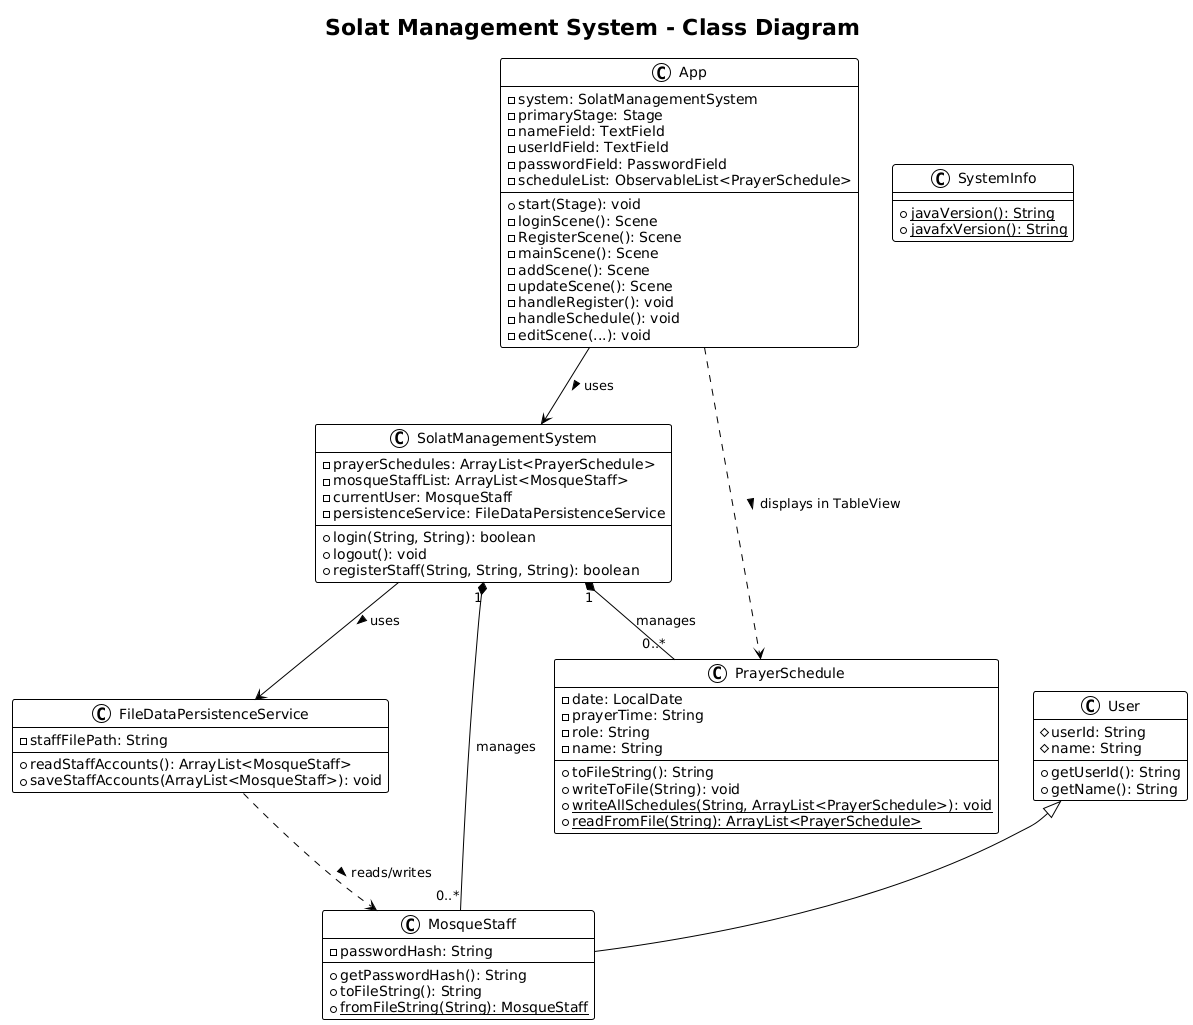 Solat Management System - Class Diagram
C App
system: SolatManagementSystem
primaryStage: Stage
nameField: TextField
userIdField: TextField
passwordField: PasswordField
scheduleList: ObservableList<PrayerSchedule>
start(Stage): void
loginScene(): Scene
RegisterScene(): Scene
mainScene(): Scene
addScene(): Scene
updateScene(): Scene
handleRegister(): void
handleSchedule(): void
editScene(...): void
C SystemInfo
javaVersion(): String
javafxVersion(): String
uses
displays in TableView
C SolatManagementSystem
prayerSchedules: ArrayList<PrayerSchedule>
mosqueStaffList: ArrayList<MosqueStaff>
currentUser: MosqueStaff
persistenceService: FileDataPersistenceService
login(String, String): boolean
logout(): void
registerStaff(String, String, String): boolean
uses
1
manages
0..*
1
manages
0..*
C FileDataPersistenceService
staffFilePath: String
readStaffAccounts(): ArrayList<MosqueStaff>
saveStaffAccounts(ArrayList<MosqueStaff>): void
C PrayerSchedule
date: LocalDate
prayerTime: String
role: String
name: String
toFileString(): String
writeToFile(String): void
writeAllSchedules(String, ArrayList<PrayerSchedule>): void
readFromFile(String): ArrayList<PrayerSchedule>
C User
userId: String
name: String
getUserId(): String
getName(): String
reads/writes
C MosqueStaff
passwordHash: String
getPasswordHash(): String
toFileString(): String
fromFileString(String): MosqueStaff